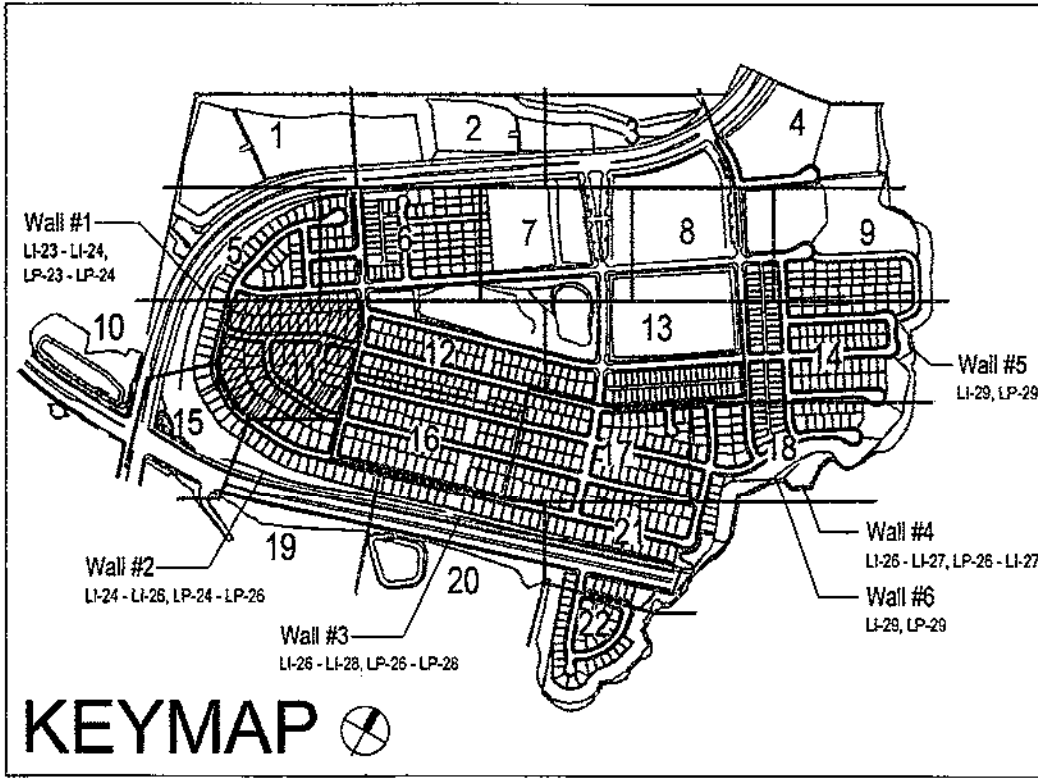 1
2
3
4
Wall #1
LI-23 - LI-24,
LP-23 - LP-24
5
6
7
8
9
10
12
13
14
Wall #5
LI-29, LP-29
15
16
17
18
Wall #4
LI-26 - LI-27, LP-26 - LI-27
19
20
21
Wall #2
LI-24 - LI-26, LP-24 - LP-26
Wall #6
LI-29, LP-29
22
Wall #3
LI-26 - LI-28, LP-26 - LP-28
KEYMAP